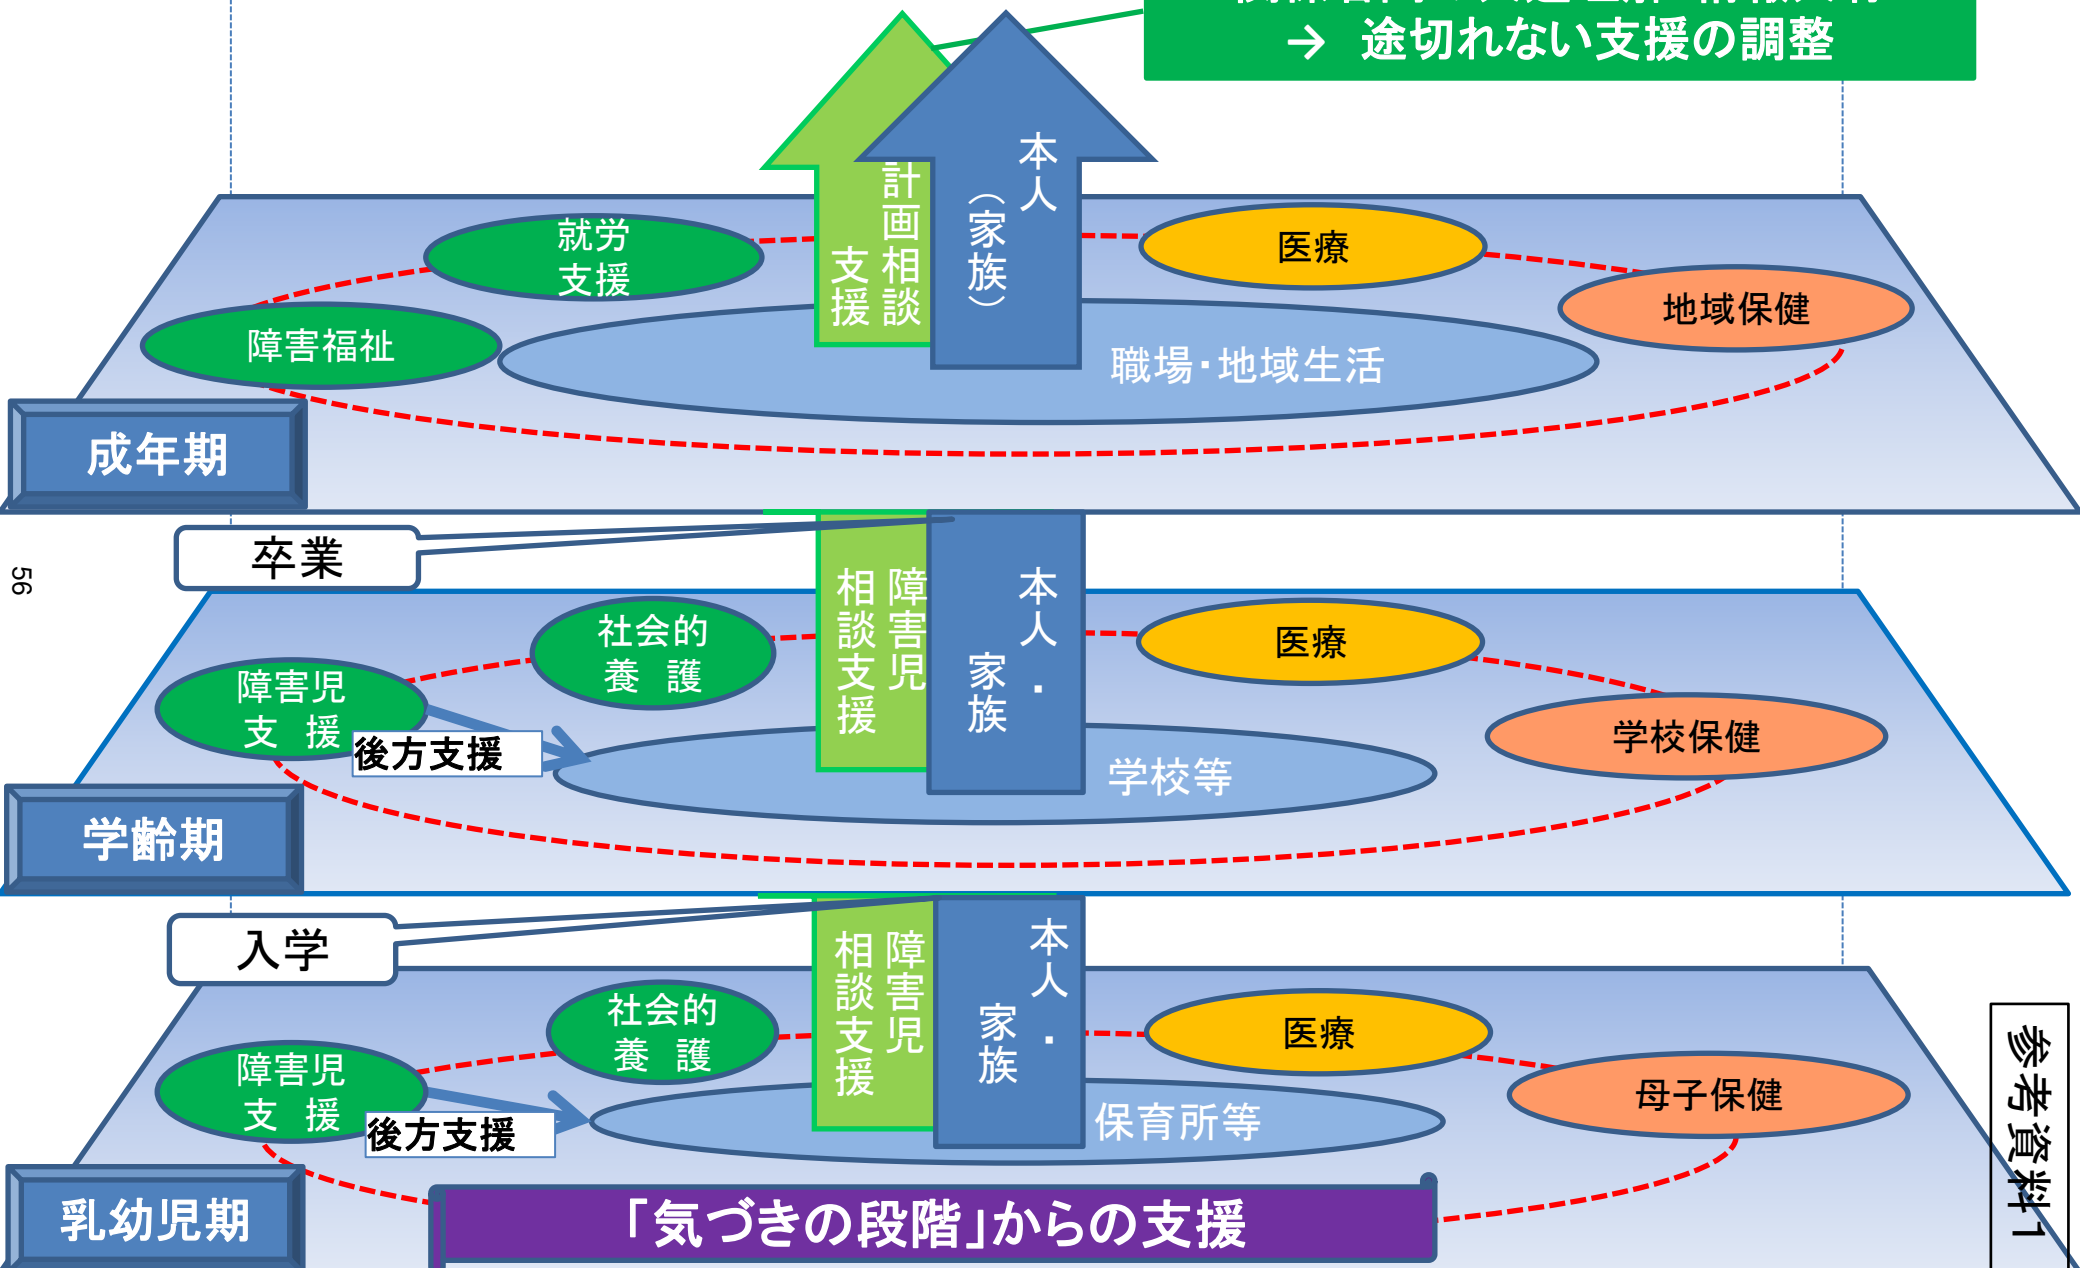 → 途切れない支援の調整
本人
（家族）
計画相談
支援
就労
支援
医療
地域保健
障害福祉
職場・地域生活
成年期
卒業
56
本人・
家族
障害児
相談支援
社会的
養 護
医療
障害児
支 援
後方支援
学校保健
学校等
学齢期
入学
本人・
家族
障害児
相談支援
社会的
養 護
医療
障害児
支 援
後方支援
母子保健
保育所等
参考資料1
乳幼児期
「気づきの段階」からの支援